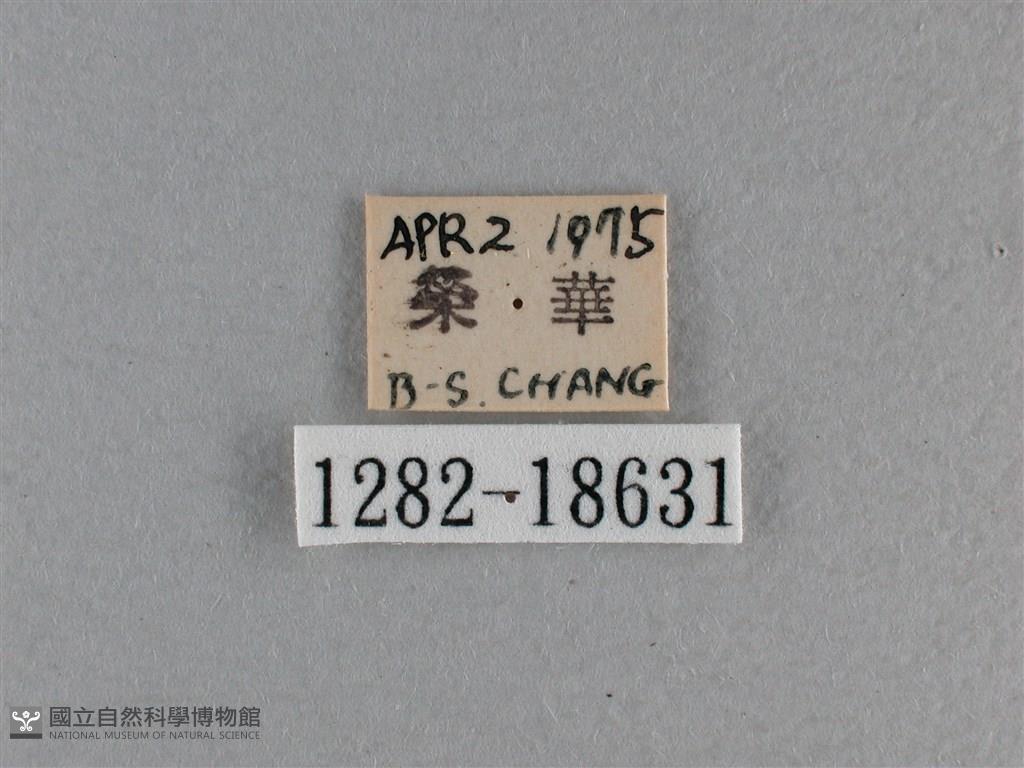 APR 2 1975
榮華
B-S. CHANG
1282-18631
國立自然科學博物館
NATIONAL MUSEUM OF NATURAL SCIENCE